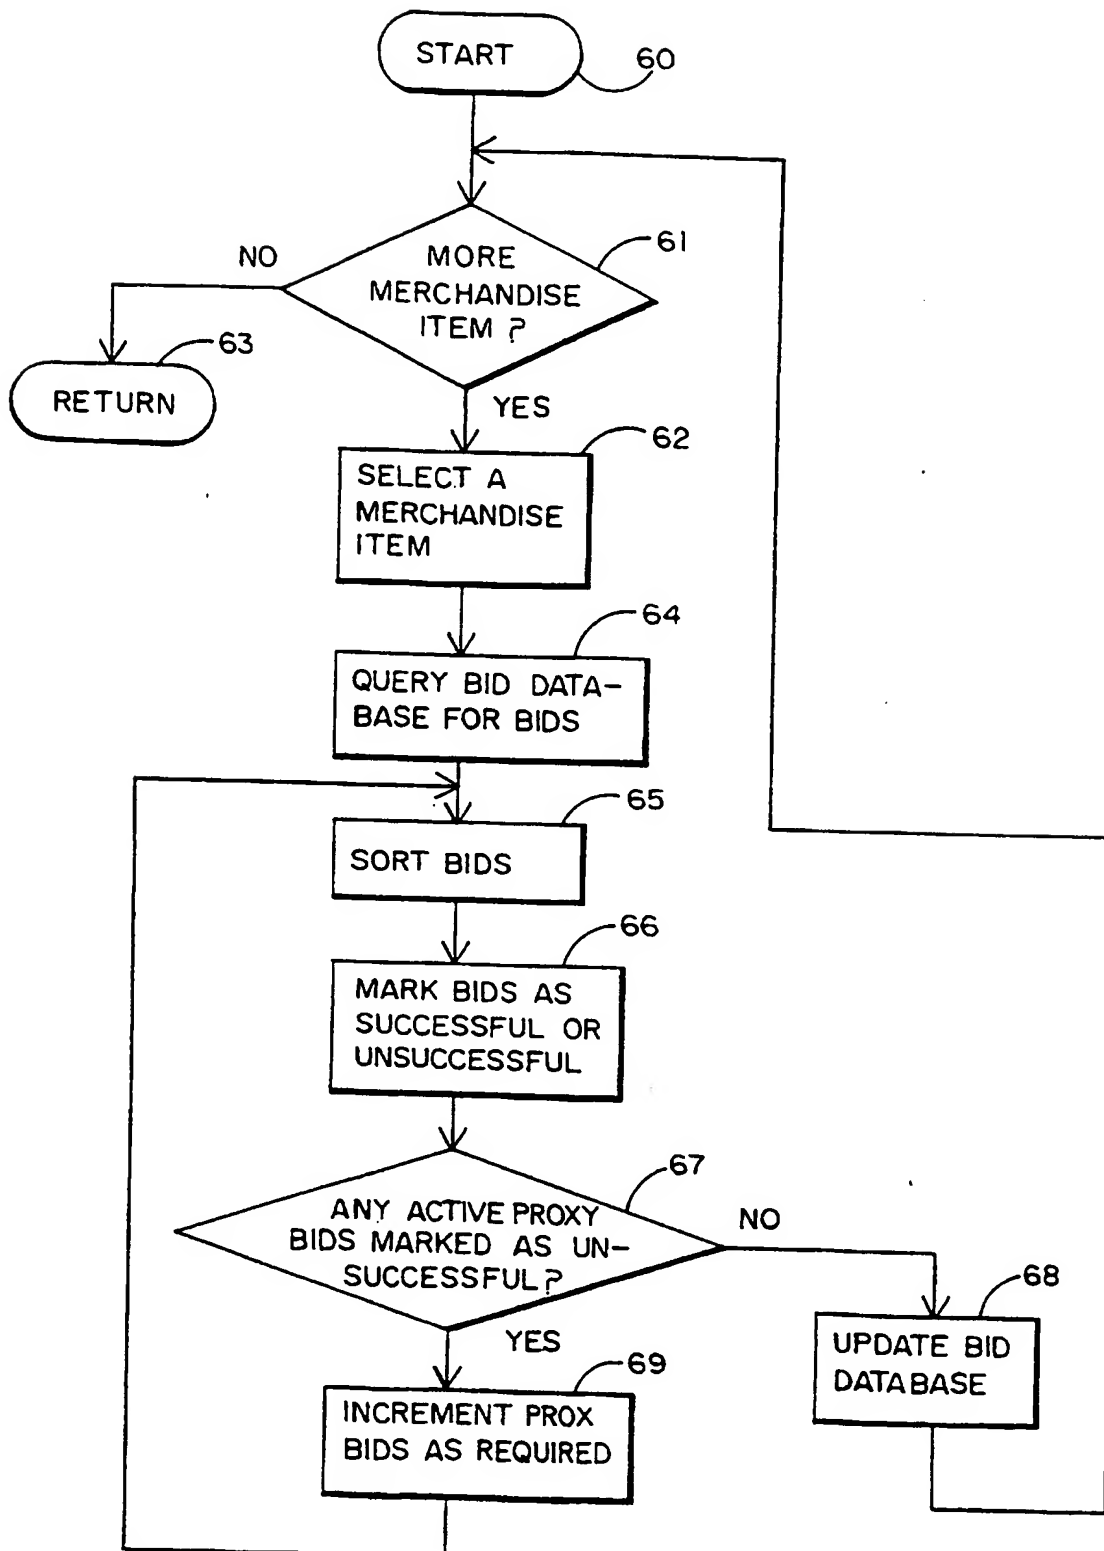 START
60
MORE
MERCHANDISE
ITEM ?
61
NO
RETURN
63
YES
SELECT A
MERCHANDISE
ITEM
62
QUERY BID DATA-
BASE FOR BIDS
64
SORT BIDS
65
MARK BIDS AS
SUCCESSFUL OR
UNSUCCESSFUL
66
ANY ACTIVE PROXY
BIDS MARKED AS UN-
SUCCESSFUL ?
67
NO
UPDATE BID
DATABASE
68
YES
INCREMENT PROX
BIDS AS REQUIRED
69